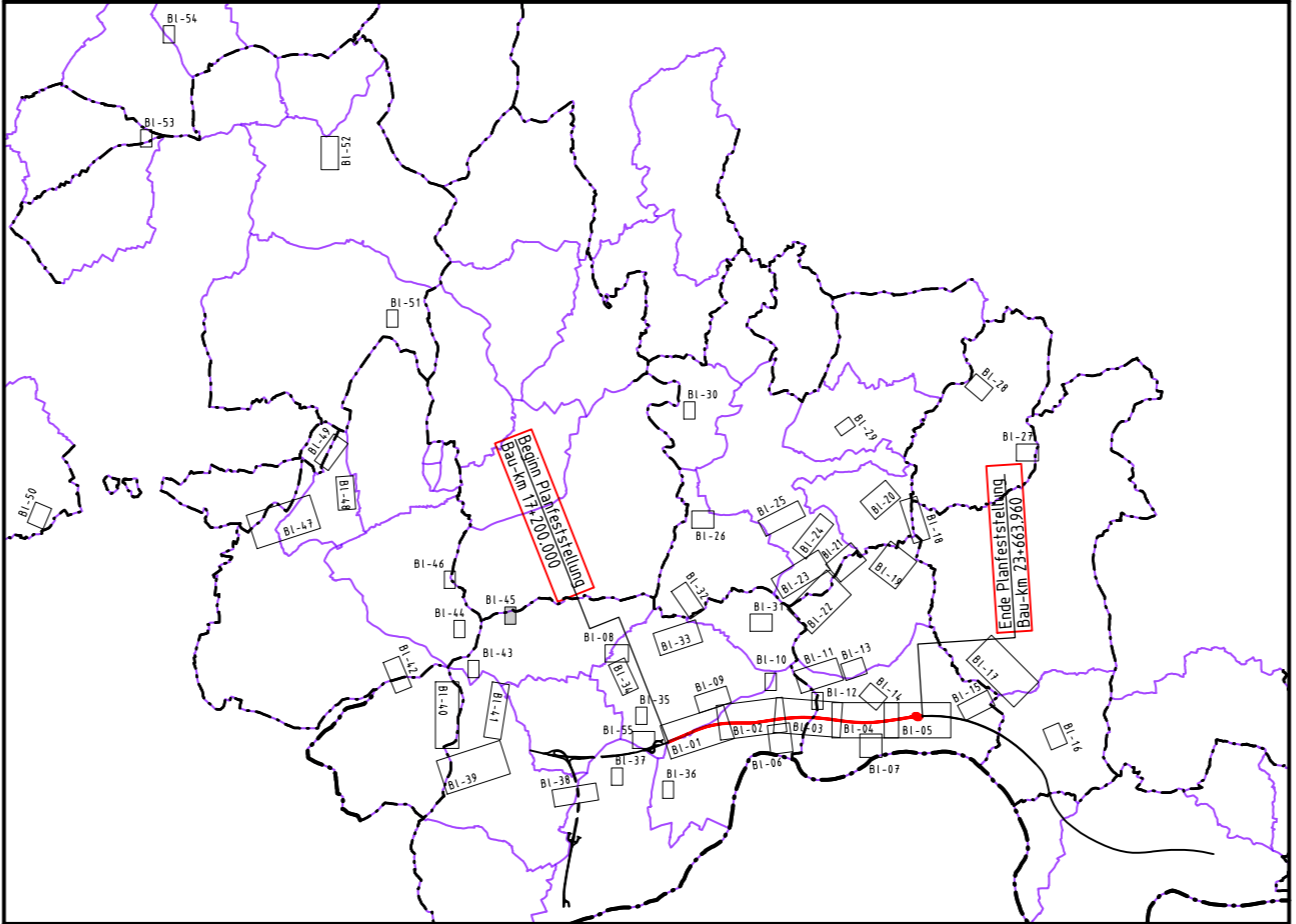 Bl-54
Bl-53
Bl-52
Bl-51
Bl-50
Bl-49
Bl-48
Bl-47
Bl-46
Bl-45
Bl-44
Bl-43
Bl-42
Bl-41
Bl-40
Bl-39
Bl-38
Bl-37
Bl-36
Bl-55
Bl-35
Bl-34
Bl-08
Beginn Planfeststellung
Bau-km 17+200.000
Bl-30
Bl-29
Bl-28
Bl-27
Bl-26
Bl-25
Bl-24
Bl-23
Bl-22
Bl-21
Bl-20
Bl-19
Bl-18
Ende Planfeststellung
Bau-km 23+663.960
Bl-33
Bl-32
Bl-31
Bl-09
Bl-10
Bl-11
Bl-12
Bl-13
Bl-14
Bl-15
Bl-17
Bl-16
Bl-01
Bl-02
Bl-03
Bl-04
Bl-05
Bl-06
Bl-07